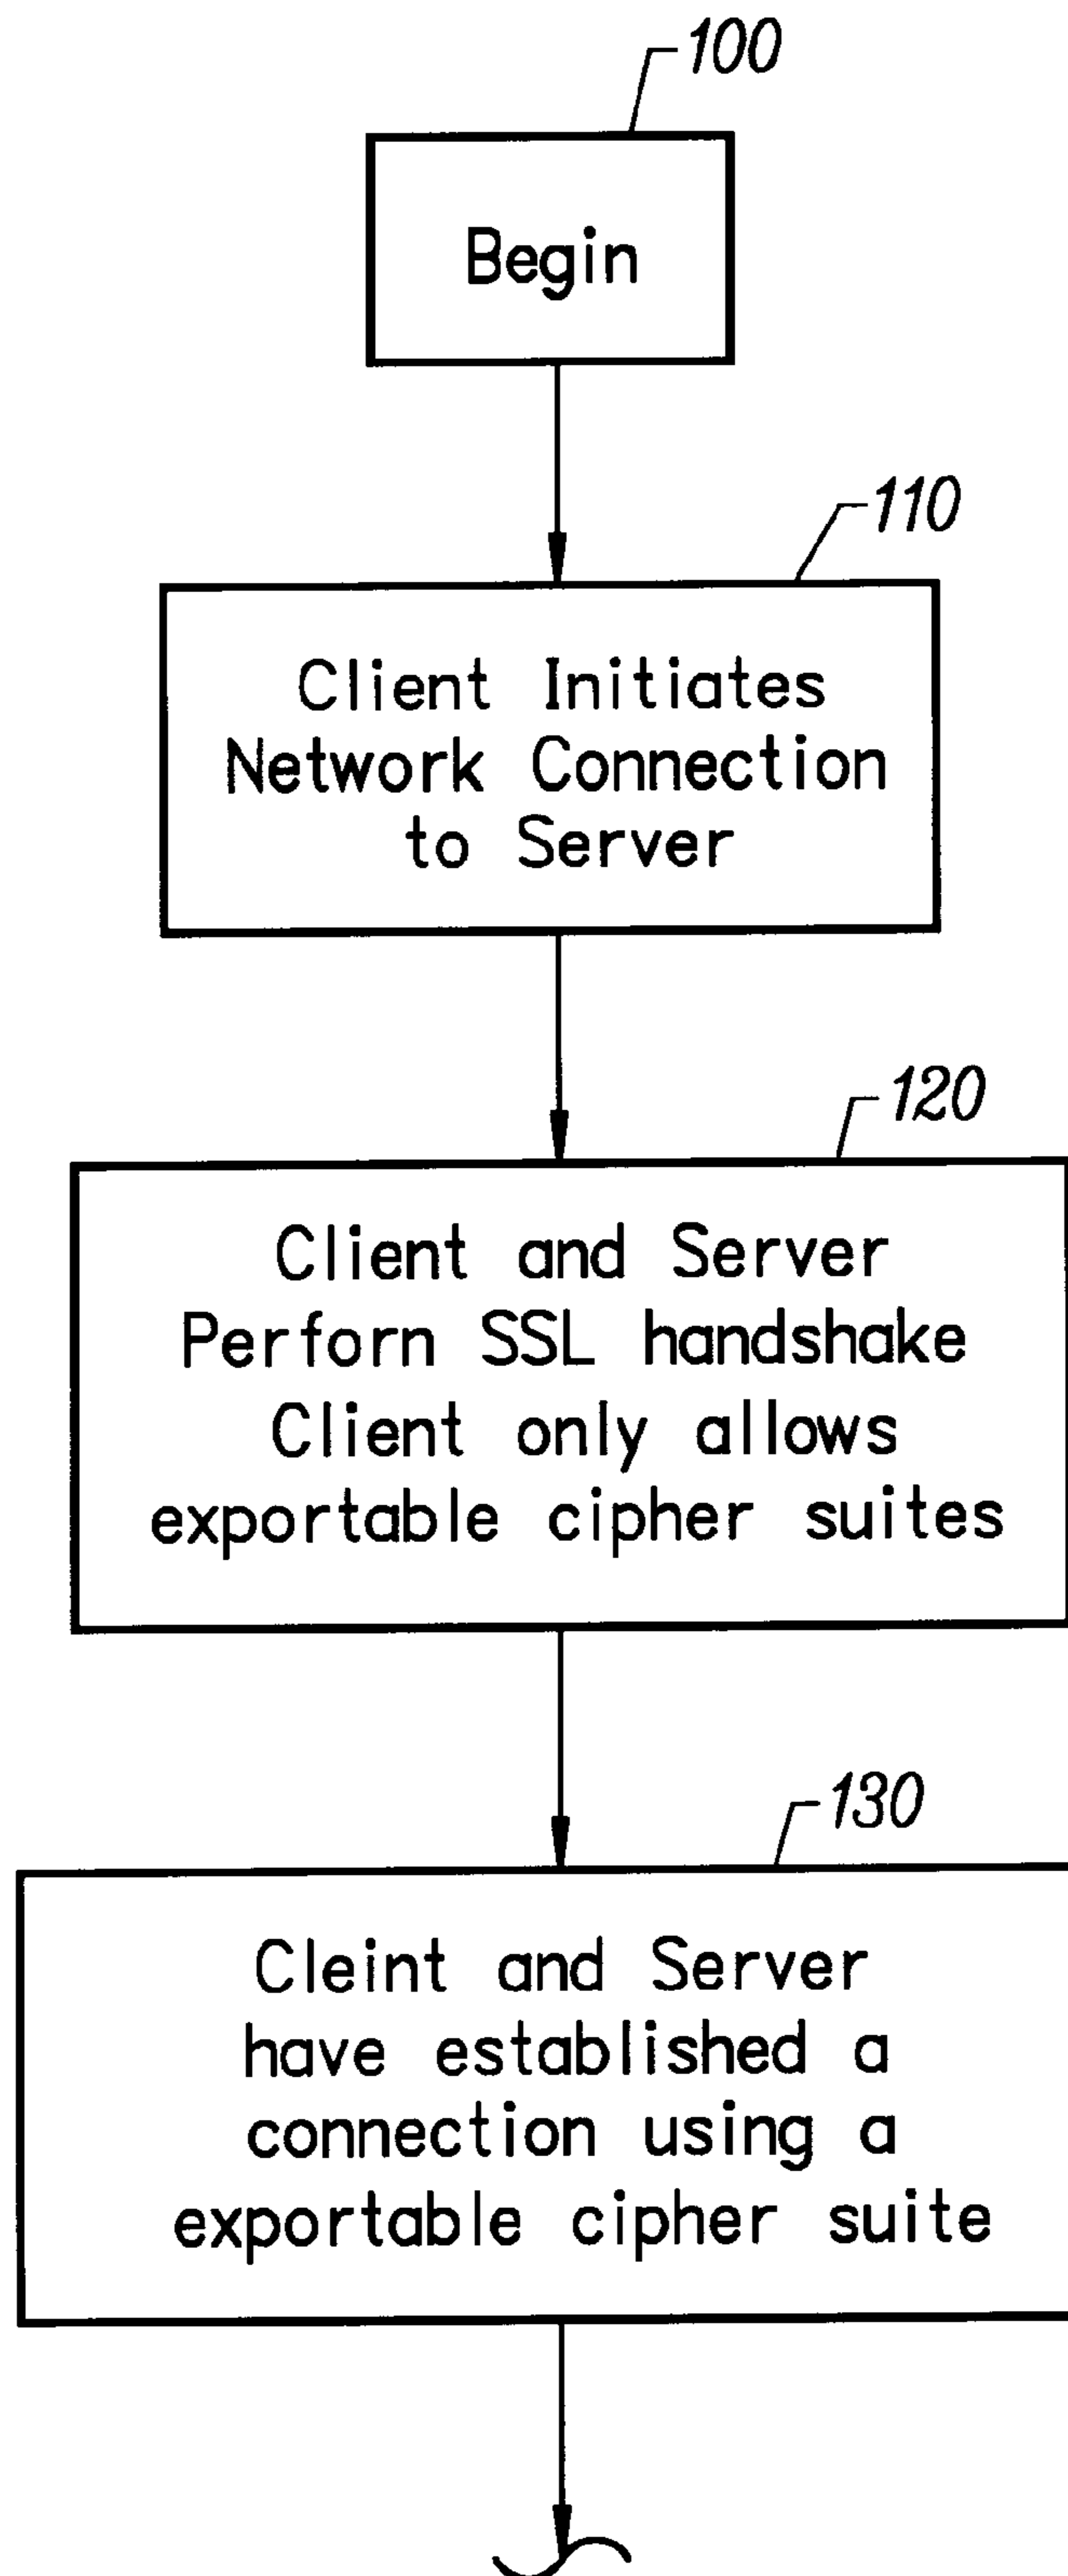 100
Begin
110
Client Initiates
Network Connection
to Server
120
Client and Server
Perforn SSL handshake
Client only allows
exportable cipher suites
130
Cleint and Server
have established a
connection using a
exportable cipher suite